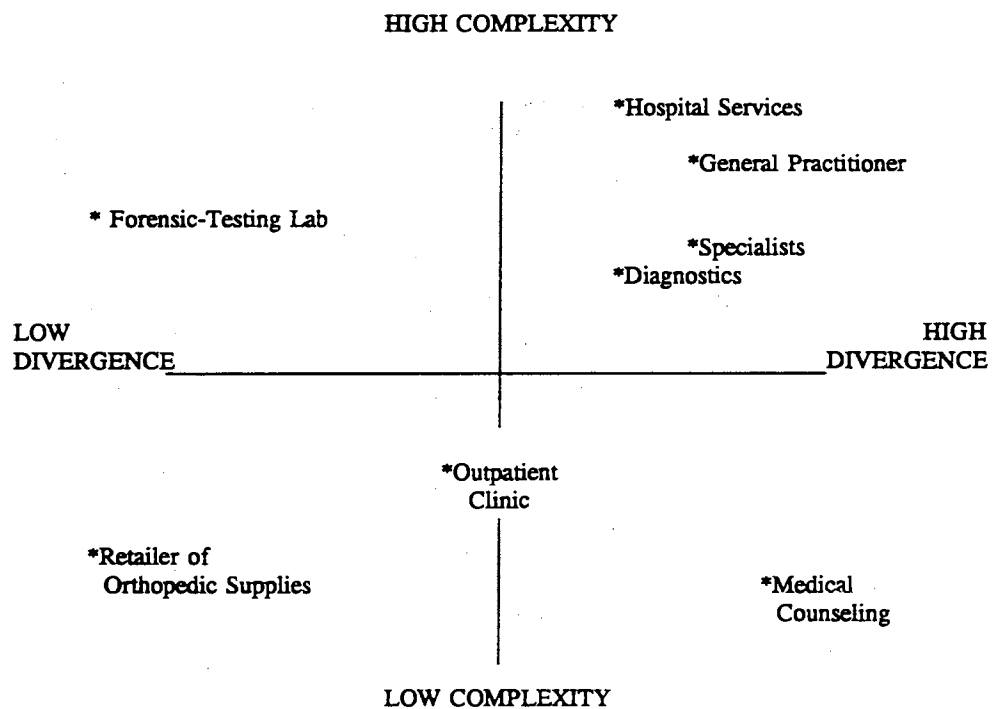 HIGH COMPLEXITY
*Hospital Services
*General Practitioner
* Forensic-Testing Lab
*Specialists
*Diagnostics
LOW
DIVERGENCE
HIGH
DIVERGENCE
*Outpatient
Clinic
*Retailer of
Orthopedic Supplies
*Medical
Counseling
LOW COMPLEXITY